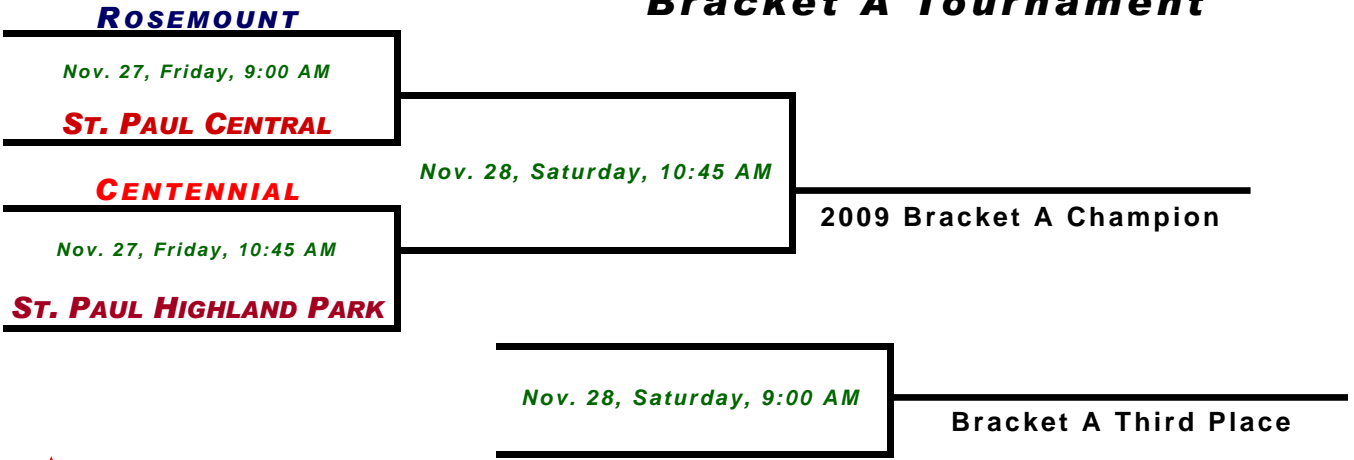 Bracket A Tournament
ROSEMOUNT
Nov. 27, Friday, 9:00 AM
ST. PAUL CENTRAL
Nov. 28, Saturday, 10:45 AM
CENTENNIAL
2009 Bracket A Champion
Nov. 27, Friday, 10:45 AM
ST. PAUL HIGHLAND PARK
Nov. 28, Saturday, 9:00 AM
Bracket A Third Place